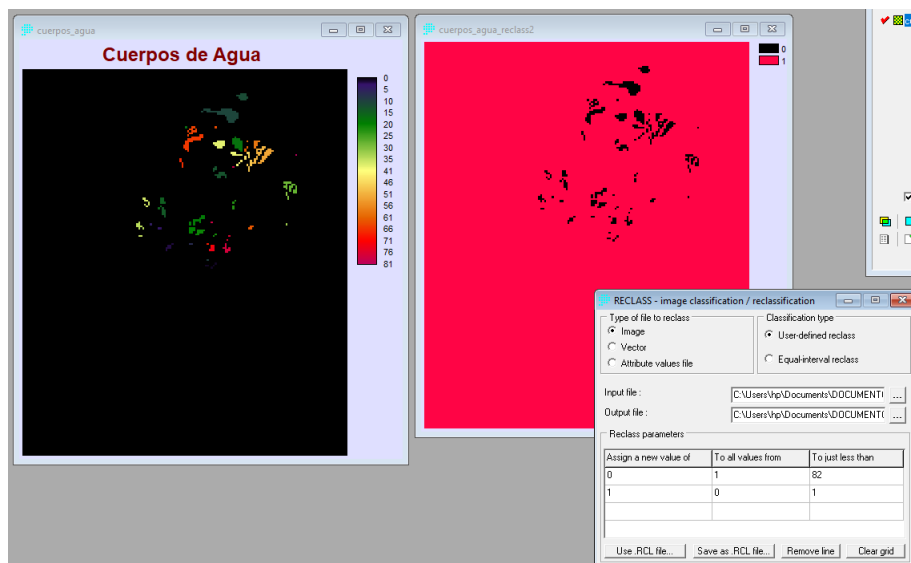 cuerpos_agua
Cuerpos de Agua
0
5
10
15
20
25
30
35
41
46
51
56
61
66
71
76
81
cuerpos_agua_reclass2
0
1
RECLASS - image classification / reclassification
Type of file to reclass
Image
Vector
Attribute values file
Classification type
User-defined reclass
Equal-interval reclass
Input file :
C:\Users\hp\Documents\DOCUMENT(
...
Output file :
C:\Users\hp\Documents\DOCUMENT(
...
Reclass parameters
Assign a new value of To all values from To just less than
0 1 82
1 0 1
Use .RCL file... Save as .RCL file... Remove line Clear grid